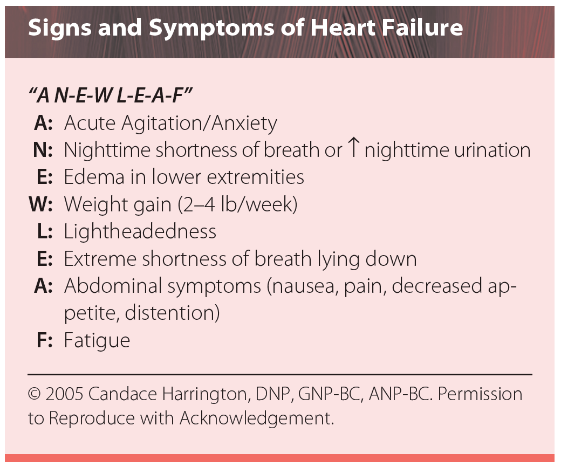 Signs and Symptoms of Heart Failure
“A N-E-W L-E-A-F”
A: Acute Agitation/Anxiety
N: Nighttime shortness of breath or ↑ nighttime urination
E: Edema in lower extremities
W: Weight gain (2–4 lb/week)
L: Lightheadedness
E: Extreme shortness of breath lying down
A: Abdominal symptoms (nausea, pain, decreased ap-
petite, distention)
F: Fatigue
© 2005 Candace Harrington, DNP, GNP-BC, ANP-BC. Permission
to Reproduce with Acknowledgement.